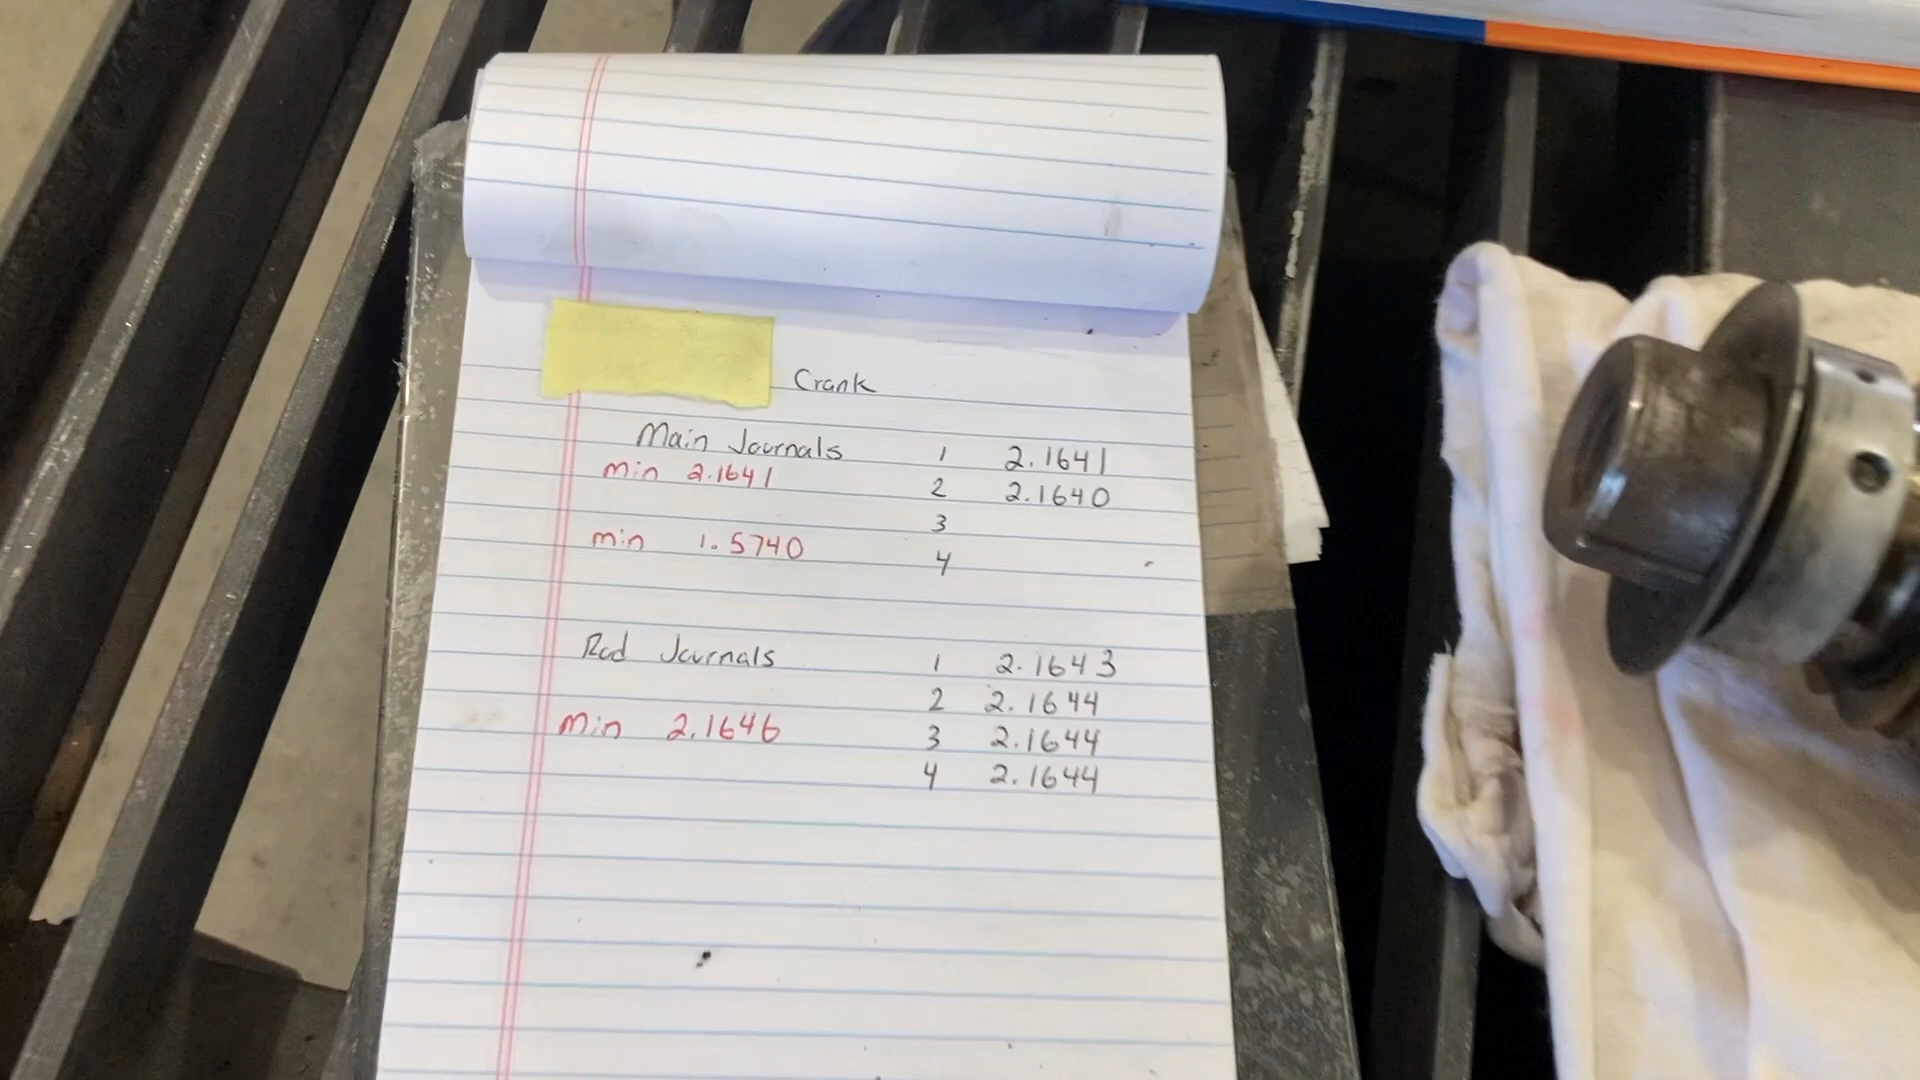 Crank
Main Journals 1 2.1641
min 2.1641
2 2.1640
3
min 1.5740
4
Rod Journals 1 2.1643
2 2.1644
min 2.1646
3 2.1644
4 2.1644